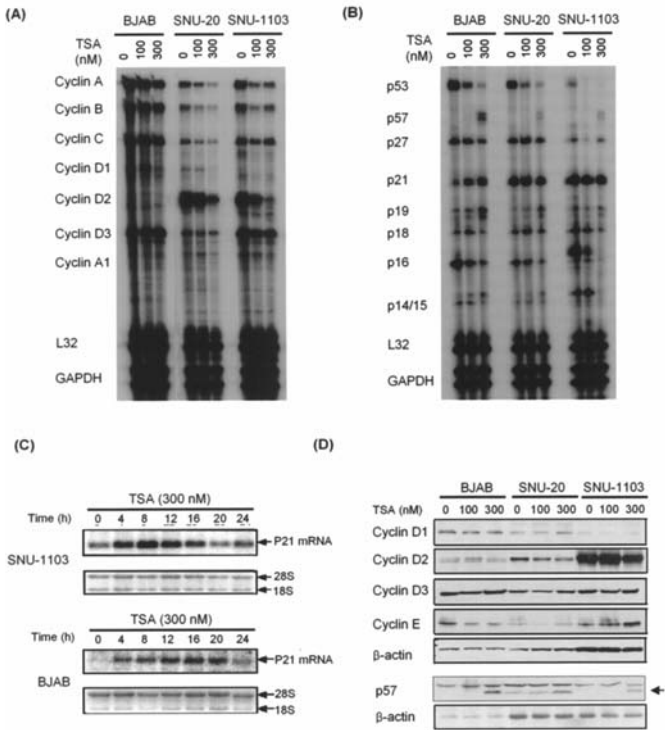 (A)
BJAB SNU-20 SNU-1103
TSA (nM) 0 100 300 0 100 300 0 100 300
Cyclin A
Cyclin B
Cyclin C
Cyclin D1
Cyclin D2
Cyclin D3
Cyclin A1
L32
GAPDH
(B)
BJAB SNU-20 SNU-1103
TSA (nM) 0 100 300 0 100 300 0 100 300
p53
p57
p27
p21
p19
p18
p16
p14/15
L32
GAPDH
(C)
TSA (300 nM)
Time (h) 0 4 8 12 16 20 24
P21 mRNA
SNU-1103
28S
18S
TSA (300 nM)
Time (h) 0 4 8 12 16 20 24
P21 mRNA
BJAB
28S
18S
(D)
BJAB SNU-20 SNU-1103
TSA (nM) 0 100 300 0 100 300 0 100 300
Cyclin D1
Cyclin D2
Cyclin D3
Cyclin E
β-actin
p57
β-actin